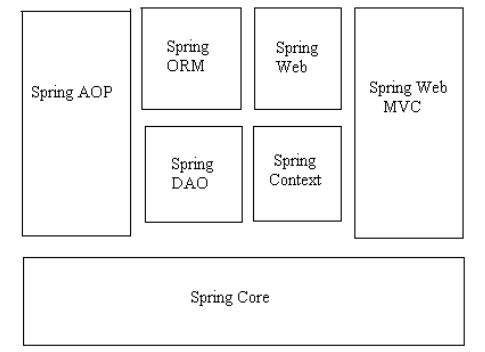 Spring AOP
Spring
ORM
Spring
Web
Spring Web
MVC
Spring
DAO
Spring
Context
Spring Core